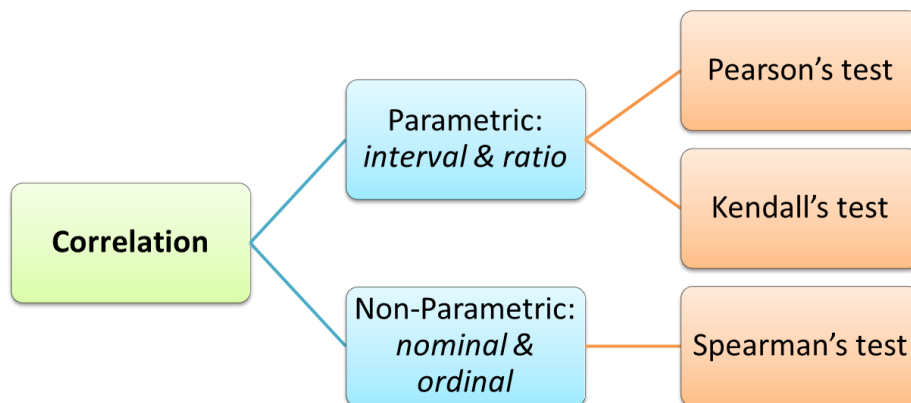 Correlation
Parametric:
interval & ratio
Non-Parametric:
nominal &
ordinal
Pearson’s test
Kendall’s test
Spearman’s test